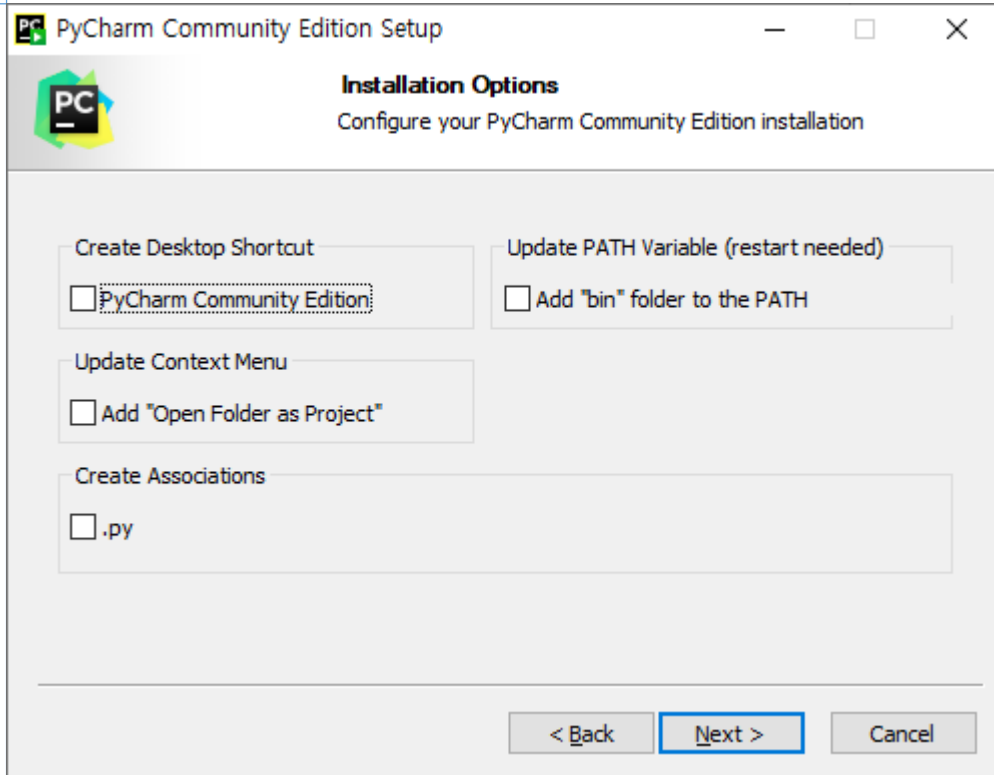 PyCharm Community Edition Setup
PC
Installation Options
Configure your PyCharm Community Edition installation
Create Desktop Shortcut
PyCharm Community Edition
Update PATH Variable (restart needed)
Add "bin" folder to the PATH
Update Context Menu
Add "Open Folder as Project"
Create Associations
.py
< Back
Next >
Cancel